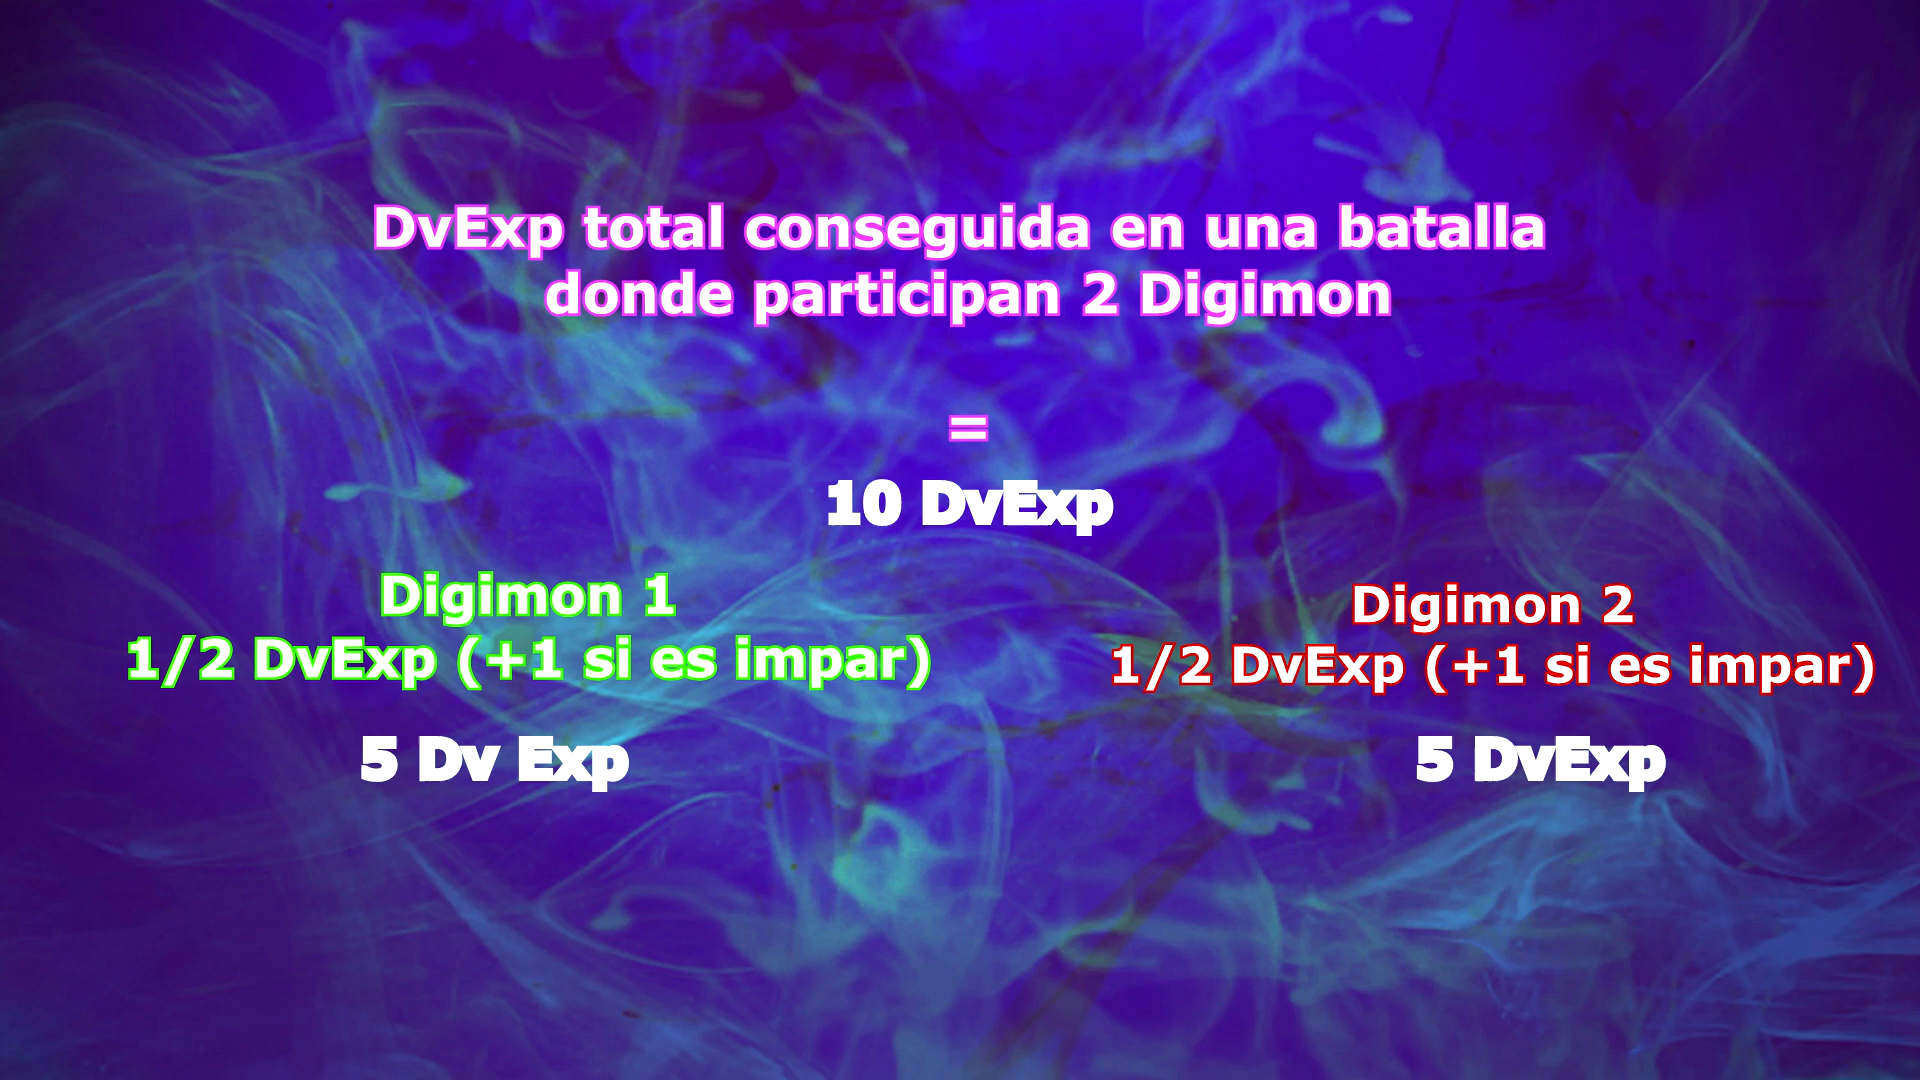 DvExp total conseguida en una batalla
donde participan 2 Digimon
=
10 DvExp
Digimon 1
1/2 DvExp (+1 si es impar)
5 Dv Exp
Digimon 2
1/2 DvExp (+1 si es impar)
5 DvExp